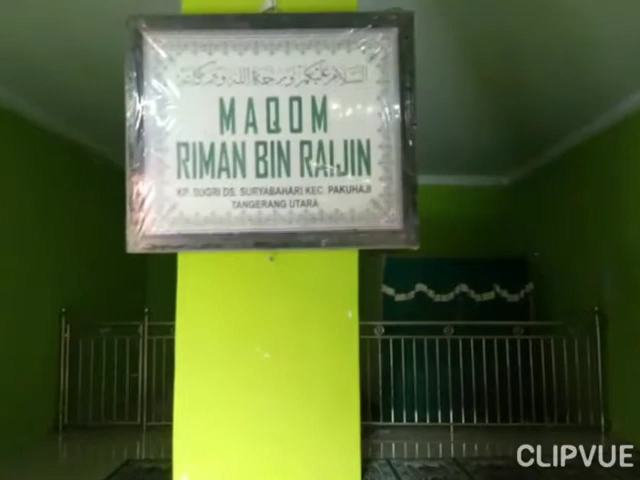 السلام عليكم ورحمة الله وبركاته
MAQOM
RIMAN BIN RAIJIN
KP. SUGRI DS. SURYABAHARI KEC. PAKUHAJI
TANGERANG UTARA
CLIPVUE